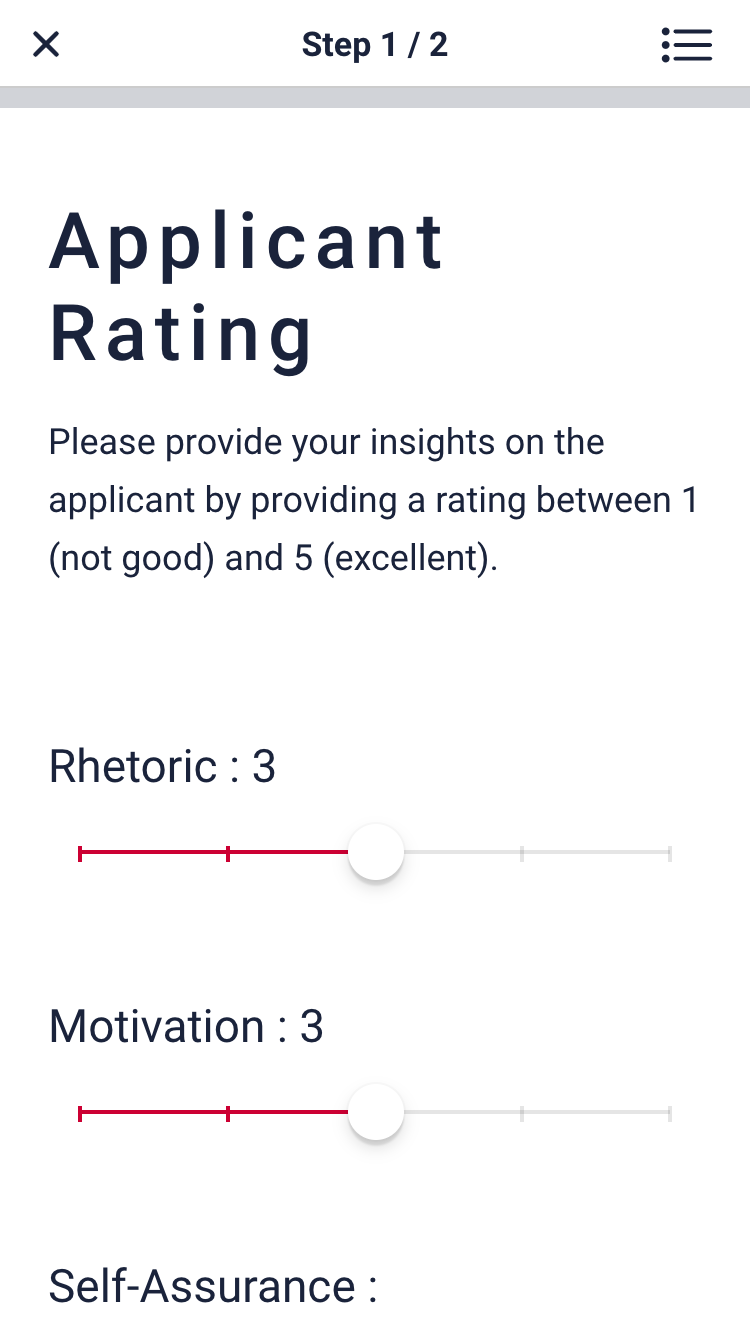 Step 1 / 2
Applicant
Rating
Please provide your insights on the
applicant by providing a rating between 1
(not good) and 5 (excellent).
Rhetoric : 3
Motivation : 3
Self-Assurance :